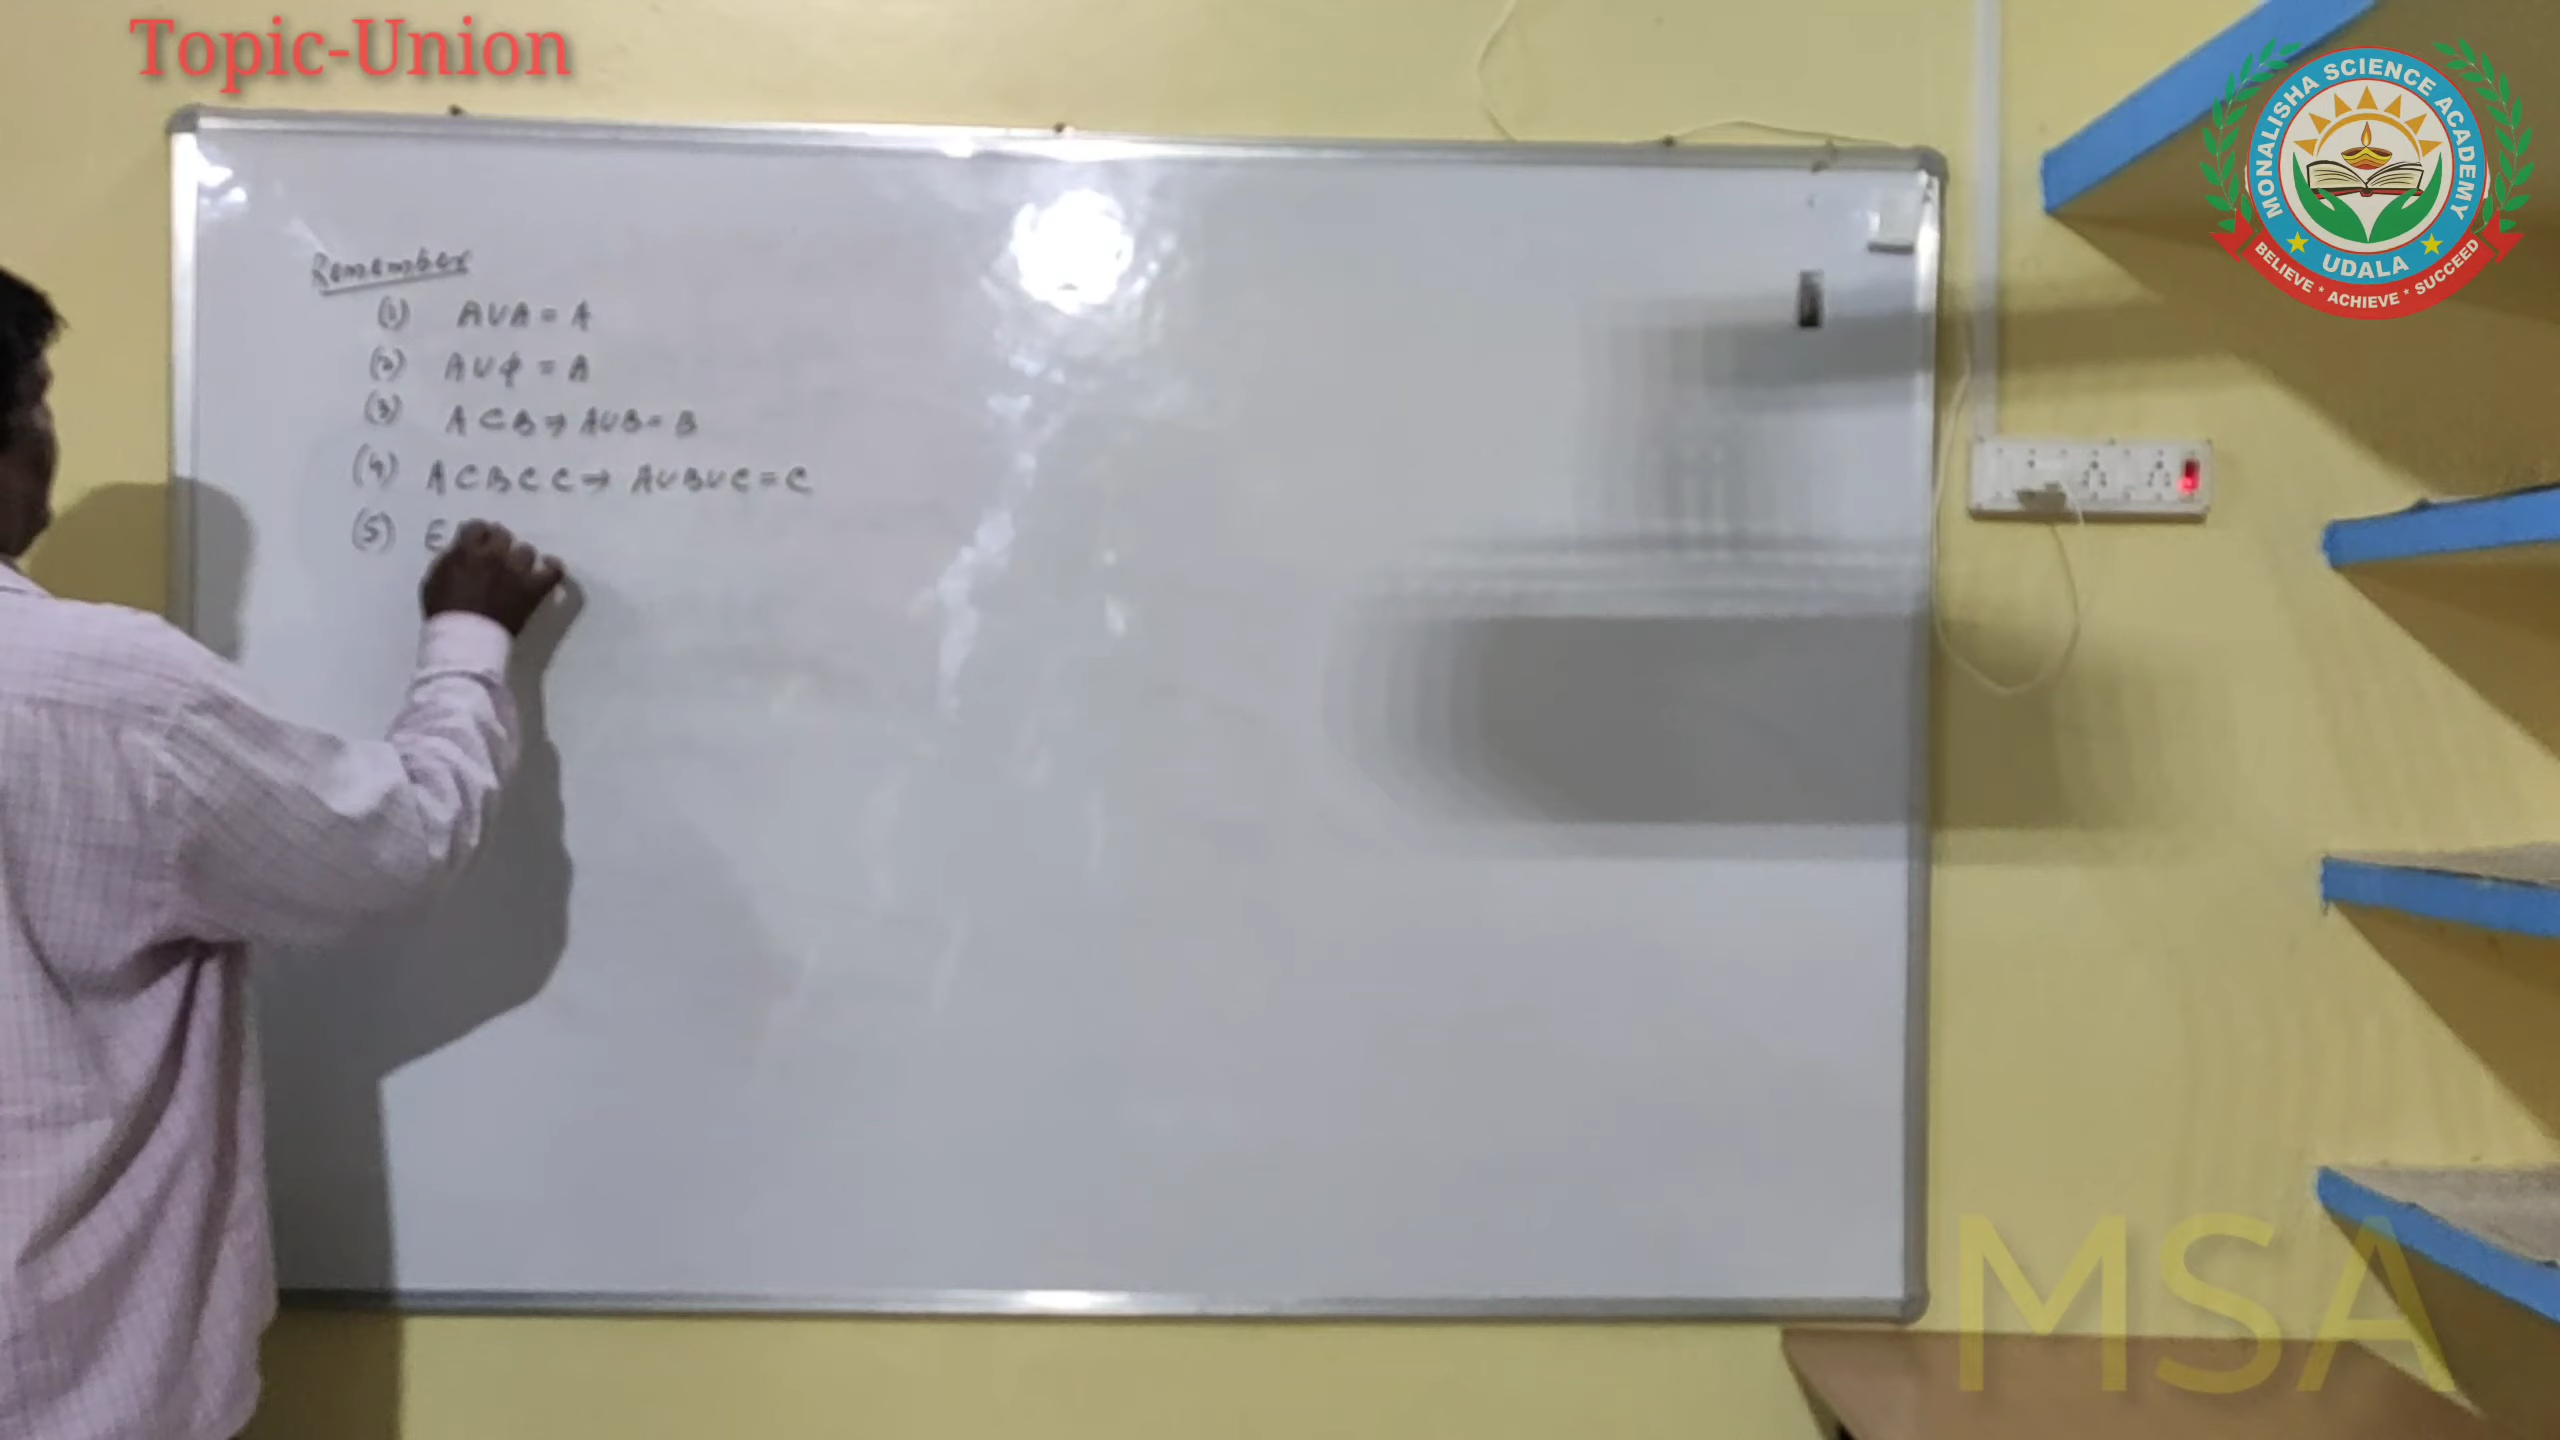 Topic-Union
MONALISHA SCIENCE ACADEMY
UDALA
BELIEVE * ACHIEVE * SUCCEED
Remember
(1) A∪A = A
(2) A∪ϕ = A
(3) A⊂B ⇒ A∪B = B
(4) A⊂B⊂C ⇒ A∪B∪C = C
(5) E
MSA